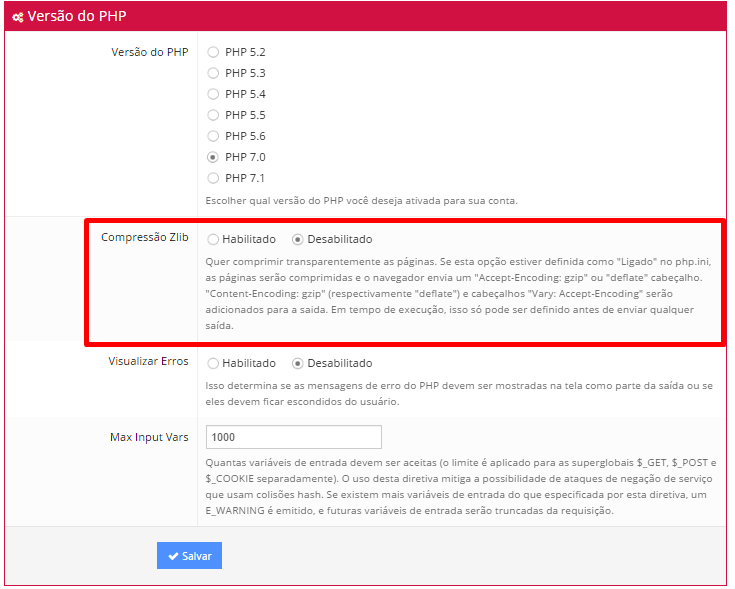 Versão do PHP
Versão do PHP
PHP 5.2
PHP 5.3
PHP 5.4
PHP 5.5
PHP 5.6
PHP 7.0
PHP 7.1
Escolher qual versão do PHP você deseja ativada para sua conta.
Compressão Zlib
Habilitado Desabilitado
Quer comprimir transparentemente as páginas. Se esta opção estiver definida como "Ligado" no php.ini,
as páginas serão comprimidas e o navegador envia um "Accept-Encoding: gzip" ou "deflate" cabeçalho.
"Content-Encoding: gzip" (respectivamente "deflate") e cabeçalhos "Vary: Accept-Encoding" serão
adicionados para a saida. Em tempo de execução, isso só pode ser definido antes de enviar qualquer
saída.
Visualizar Erros
Habilitado Desabilitado
Isso determina se as mensagens de erro do PHP devem ser mostradas na tela como parte da saída ou se
eles devem ficar escondidos do usuário.
Max Input Vars
1000
Quantas variáveis de entrada devem ser aceitas (o limite é aplicado para as superglobais $_GET, $_POST e
$_COOKIE separadamente). O uso desta diretiva mitiga a possibilidade de ataques de negação de serviço
que usam colisões hash. Se existem mais variáveis de entrada do que especificada por esta diretiva, um
E_WARNING é emitido, e futuras variáveis de entrada serão truncadas da requisição.
Salvar